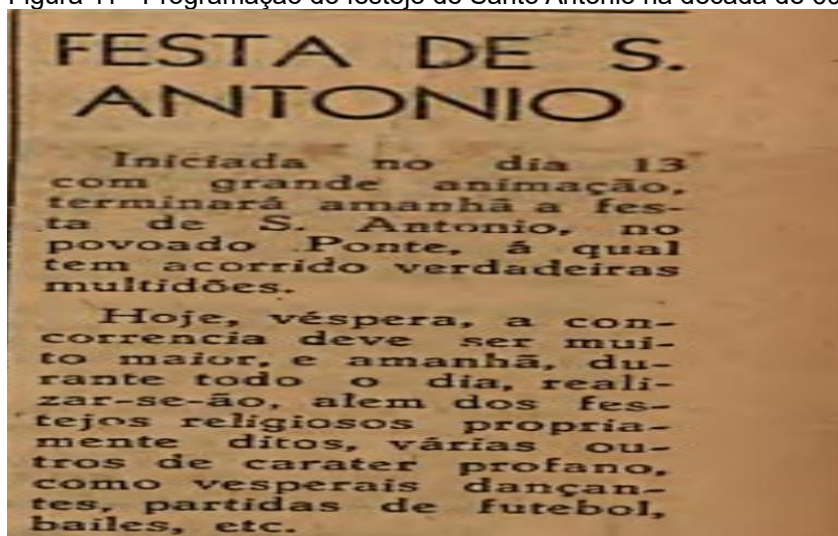 FESTA DE S.
ANTONIO
Iniciada no dia 13
com grande animação,
terminará amanhã a fes-
ta de S. Antonio, no
povoado Ponte, á qual
tem acorrido verdadeiras
multidões.
Hoje, véspera, a con-
correncia deve ser mui-
to maior, e amanhã, du-
rante todo o dia, reali-
zar-se-ão, alem dos fes-
tejos religiosos propria-
mente ditos, várias ou-
tros de carater profano,
como vesperais dançan-
tes, partidas de futebol,
bailes, etc.